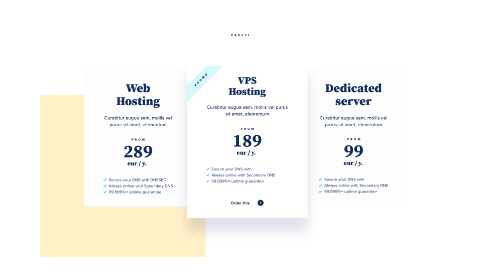 PAKETI
Web
Hosting
Curabitur augue sem, mollis vel
purus sit amet, elementum
FROM
289
eur / y.
Secure your DNS with DNSSEC
Always online with Secondary DNS
99.999%+ uptime guarantee
PROMO
VPS
Hosting
Curabitur augue sem, mollis vel purus
sit amet, elementum
FROM
189
eur / y.
Secure your DNS with
Always online with Secondary DNS
99.999%+ uptime guarantee
Order this
Dedicated
server
Curabitur augue sem, mollis vel
purus sit amet, elementum
FROM
99
eur / y.
Secure your DNS with
Always online with Secondary DNS
99.999%+ uptime guarantee